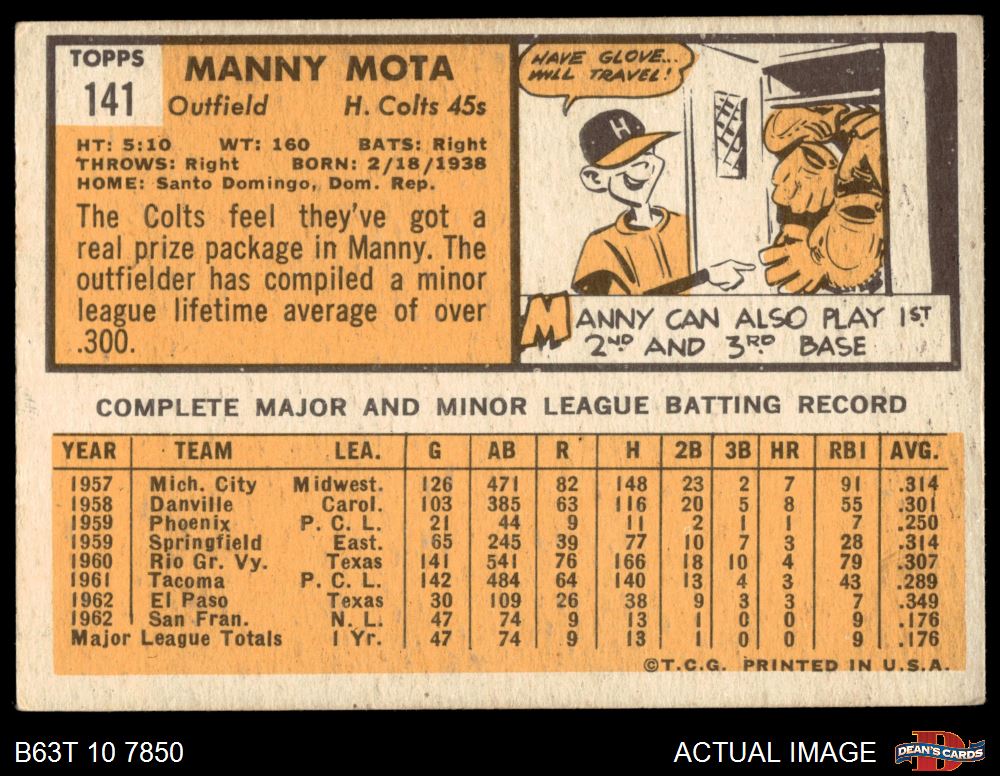 TOPPS
141
MANNY MOTA
Outfield H. Colts 45s
HT: 5:10 WT: 160 BATS: Right
THROWS: Right BORN: 2/18/1938
HOME: Santo Domingo, Dom. Rep.
The Colts feel they've got a
real prize package in Manny. The
outfielder has compiled a minor
league lifetime average of over
.300.
HAVE GLOVE...
WILL TRAVEL!
H
MANNY CAN ALSO PLAY 1ST
2ND AND 3RD BASE
COMPLETE MAJOR AND MINOR LEAGUE BATTING RECORD
YEAR TEAM LEA. G AB R H 2B 3B HR RBI AVG.
1957 Mich. City Midwest. 126 471 82 148 23 2 7 91 .314
1958 Danville Carol. 103 385 63 116 20 5 8 55 .301
1959 Phoenix P. C. L. 21 44 9 11 2 1 1 7 .250
1959 Springfield East. 65 245 39 77 10 7 3 28 .314
1960 Rio Gr. Vy. Texas 141 541 76 166 18 10 4 79 .307
1961 Tacoma P. C. L. 142 484 64 140 13 4 3 43 .289
1962 El Paso Texas 30 109 26 38 9 3 3 7 .349
1962 San Fran. N. L. 47 74 9 13 1 0 0 9 .176
Major League Totals 1 Yr. 47 74 9 13 1 0 0 9 .176
©T.C.G. PRINTED IN U.S.A.
B63T 10 7850
ACTUAL IMAGE
DEAN'S CARDS